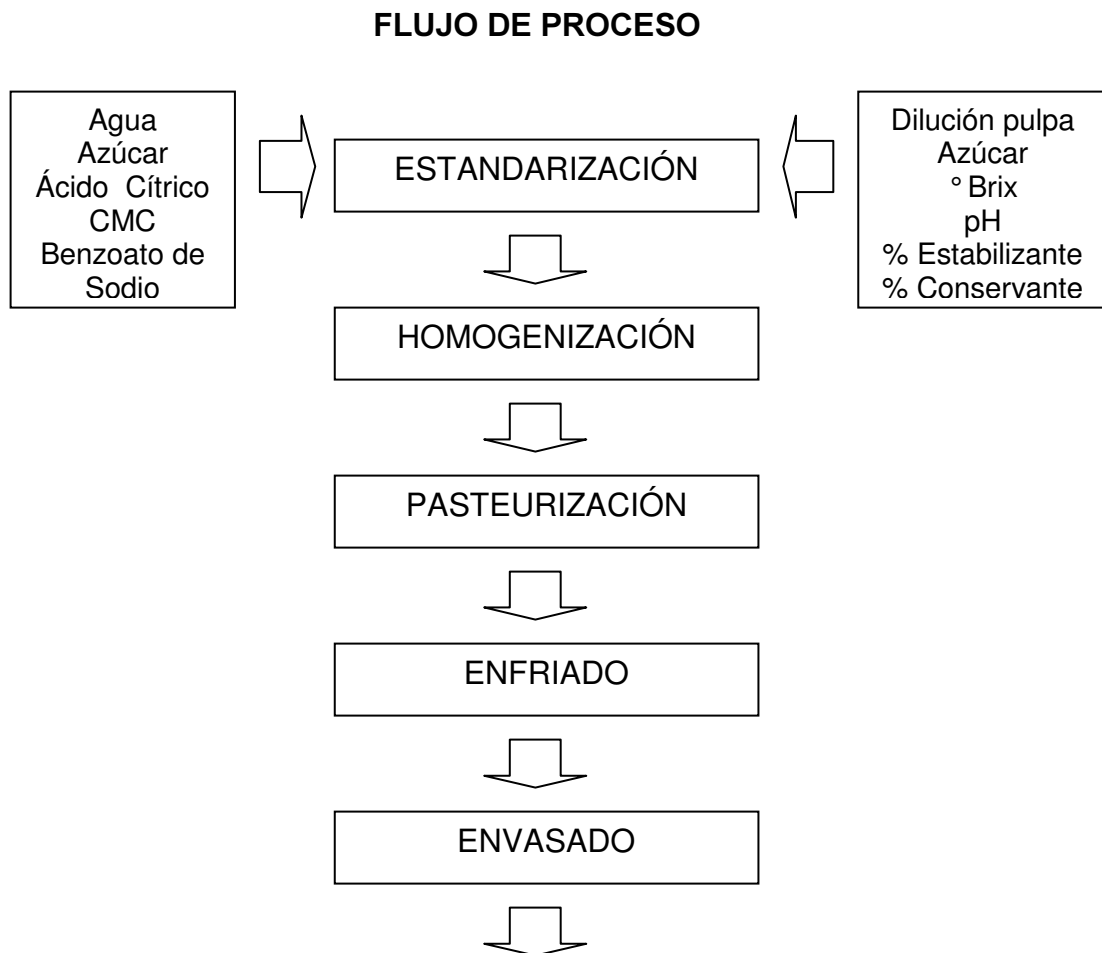 FLUJO DE PROCESO
Agua
Azúcar
Ácido Cítrico
CMC
Benzoato de
Sodio
ESTANDARIZACIÓN
Dilución pulpa
Azúcar
° Brix
pH
% Estabilizante
% Conservante
HOMOGENIZACIÓN
PASTEURIZACIÓN
ENFRIADO
ENVASADO